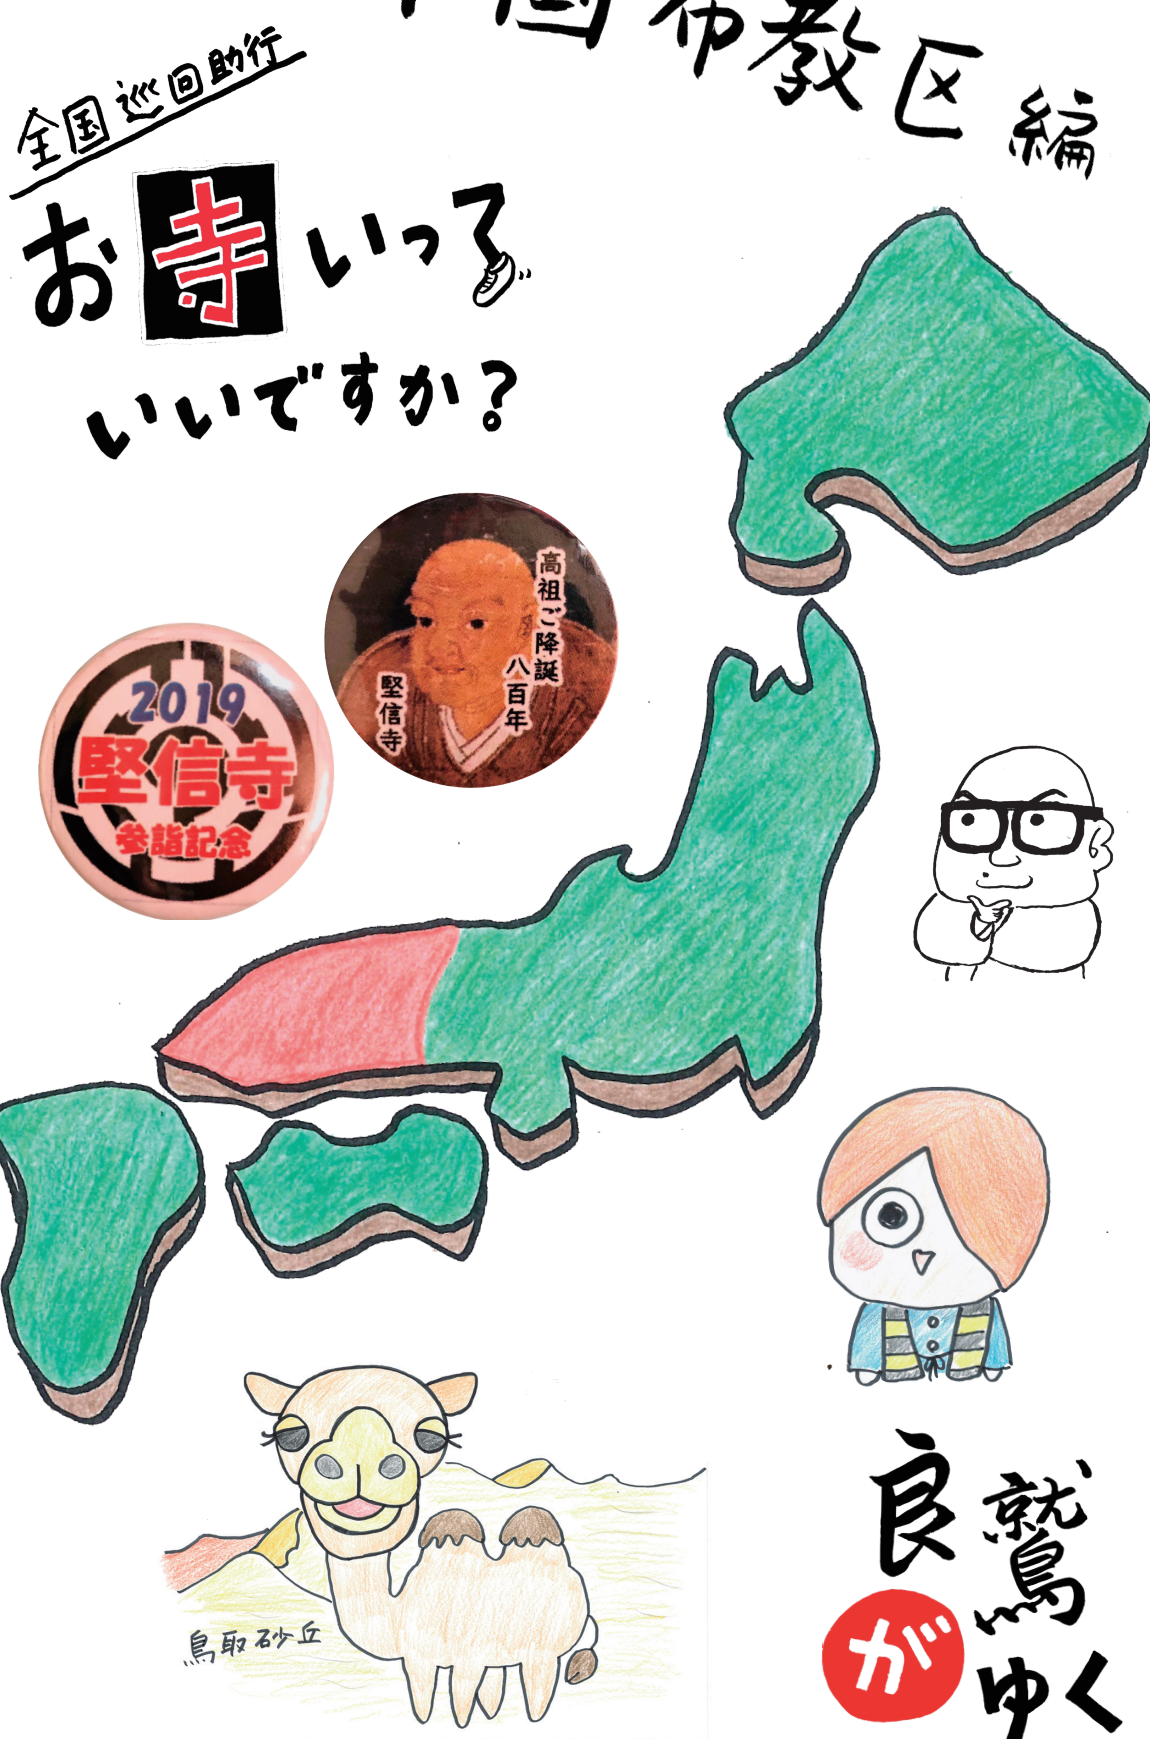 国布教区編
全国巡回助行
お寺いって
いいですか?
高祖ご降誕
八百年
堅信寺
2019
堅信寺
参詣記念
鳥取砂丘
良鷲
がゆく